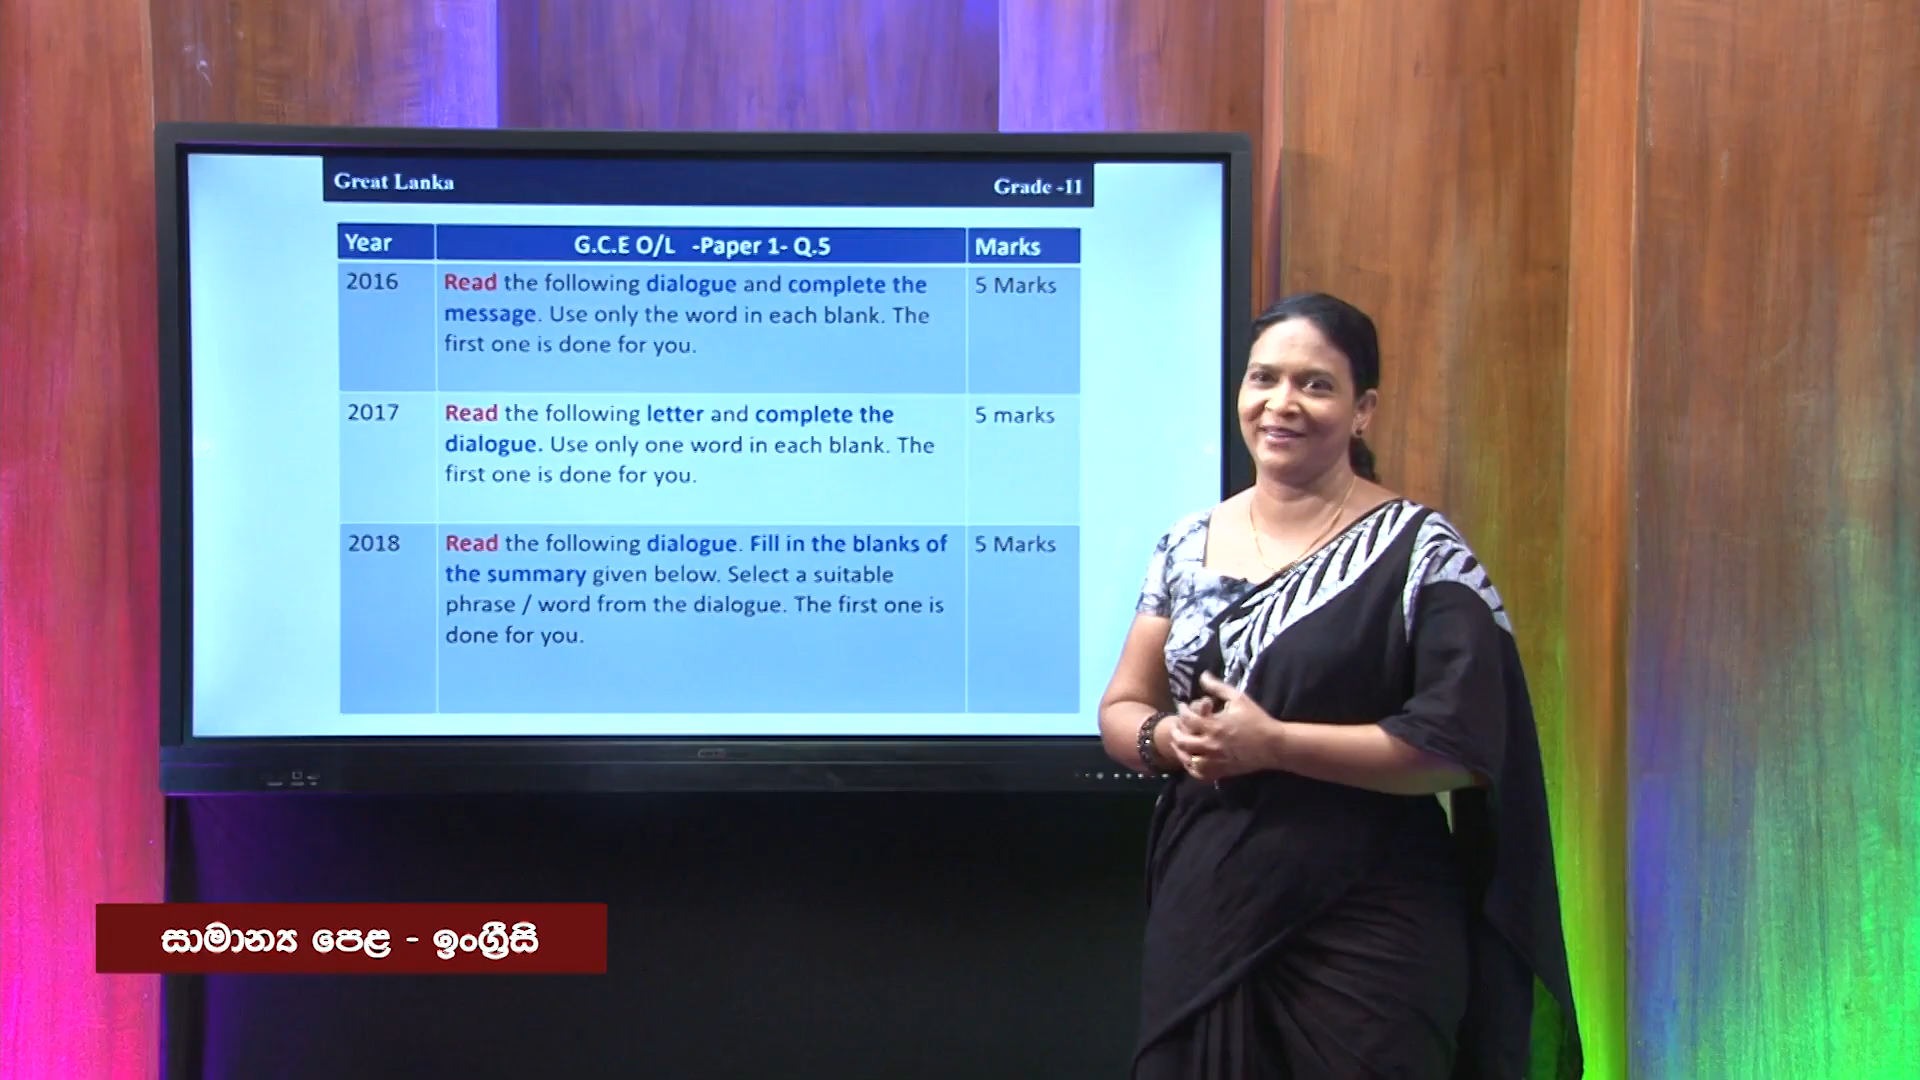 Great Lanka
Grade -11
Year
G.C.E O/L -Paper 1- Q.5
Marks
2016
Read the following dialogue and complete the
message. Use only the word in each blank. The
first one is done for you.
5 Marks
2017
Read the following letter and complete the
dialogue. Use only one word in each blank. The
first one is done for you.
5 marks
2018
Read the following dialogue. Fill in the blanks of
the summary given below. Select a suitable
phrase / word from the dialogue. The first one is
done for you.
5 Marks
සාමාන්‍ය පෙළ - ඉංග්‍රීසි